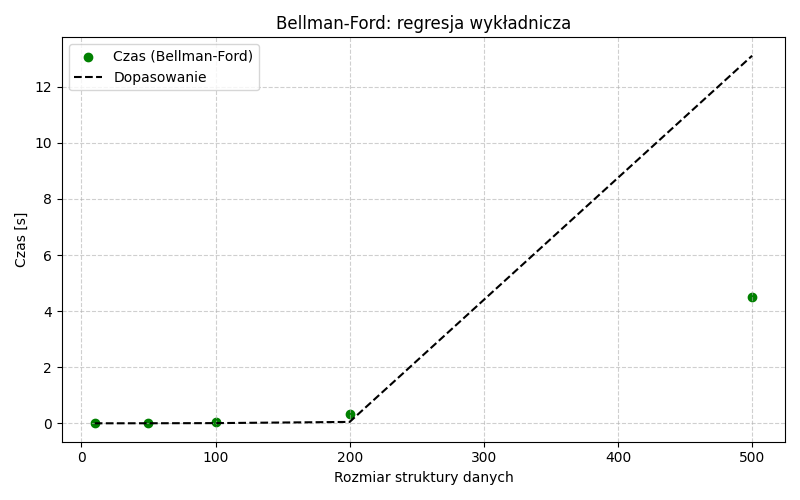 Bellman-Ford: regresja wykładnicza
Czas (Bellman-Ford)
Dopasowanie
Czas [s]
12
10
8
6
4
2
0
0 100 200 300 400 500
Rozmiar struktury danych